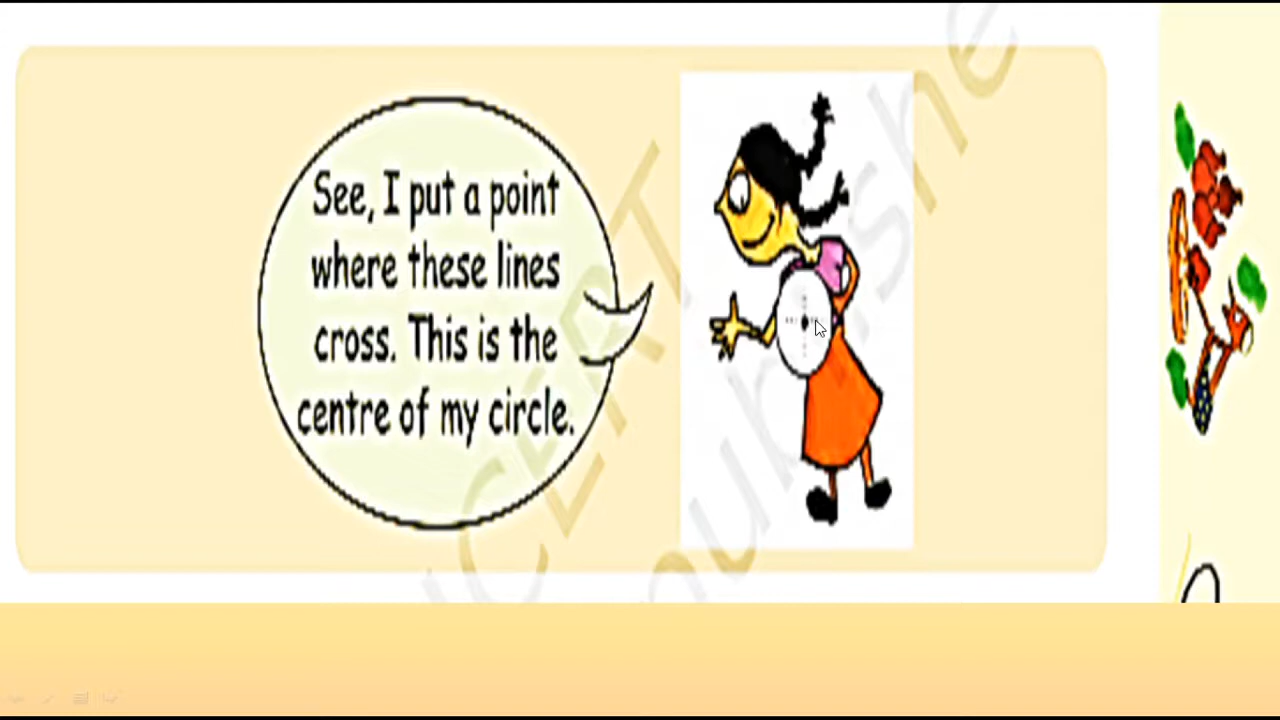 See, I put a point
where these lines
cross. This is the
centre of my circle.